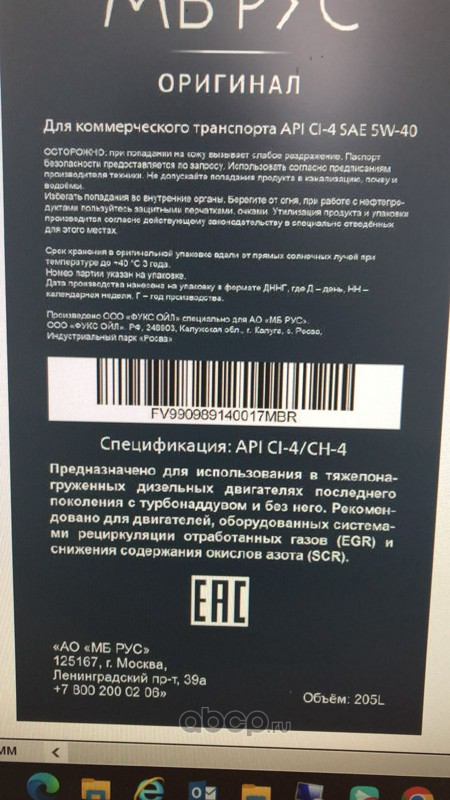 МБ РУС
ОРИГИНАЛ
Для коммерческого транспорта API CI-4 SAE 5W-40
ОСТОРОЖНО: при попадании на кожу вызывает слабое раздражение. Паспорт
безопасности предоставляется по запросу. Использовать согласно предписаниям
производителя техники. Не допускайте попадания продукта в канализацию, почву и
водоёмы.
Избегать попадания во внутренние органы. Берегите от огня, при работе с нефтепро-
дуктами пользуйтесь защитными перчатками, очками. Утилизация продукта и упаковки
производится согласно действующему законодательству в специально отведённых
для этого местах.
Срок хранения в оригинальной упаковке вдали от прямых солнечных лучей при
температуре до +40 °C 3 года.
Номер партии указан на упаковке.
Дата производства нанесена на упаковку в формате ДННГ, где Д – день, НН –
календарная неделя, Г – год производства.
Произведено ООО «ФУКС ОЙЛ» специально для АО «МБ РУС».
ООО «ФУКС ОЙЛ». РФ, 248903, Калужская обл., г. Калуга, с. Росва,
Индустриальный парк «Росва»
FV990989140017MBR
Спецификация: API CI-4/CH-4
Предназначено для использования в тяжелона-
груженных дизельных двигателях последнего
поколения с турбонаддувом и без него. Рекомен-
довано для двигателей, оборудованных система-
ми рециркуляции отработанных газов (EGR) и
снижения содержания окислов азота (SCR).
EAC
«АО «МБ РУС»
125167, г. Москва,
Ленинградский пр-т, 39а
+7 800 200 02 06»
Объём: 205L
abcp.ru
мм